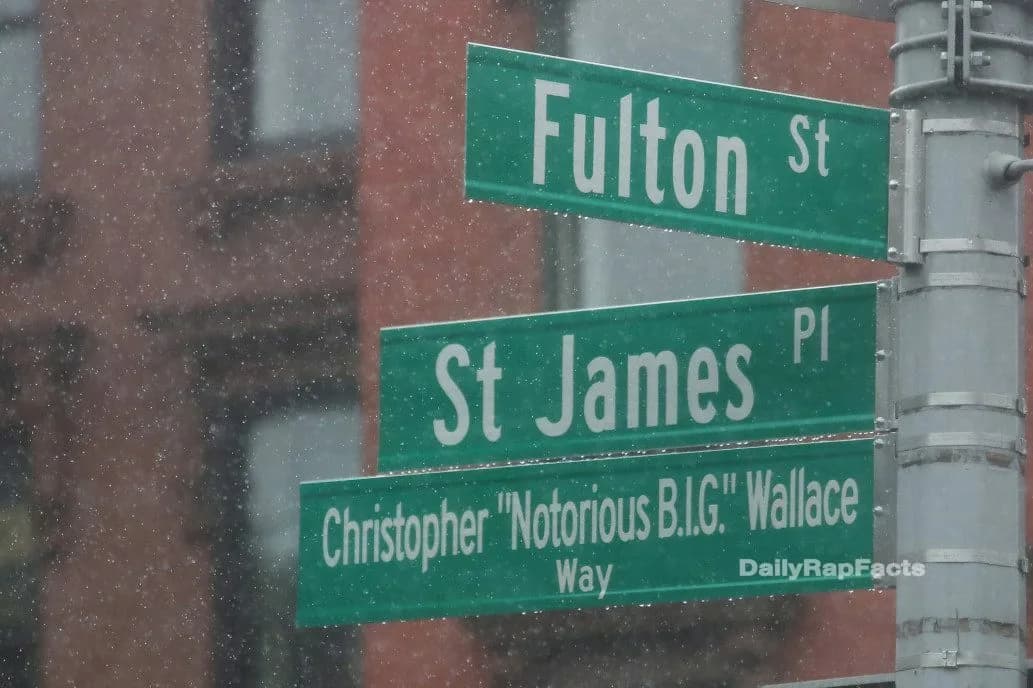 Fulton St
St James Pl
Christopher "Notorious B.I.G." Wallace
Way
DailyRapFacts